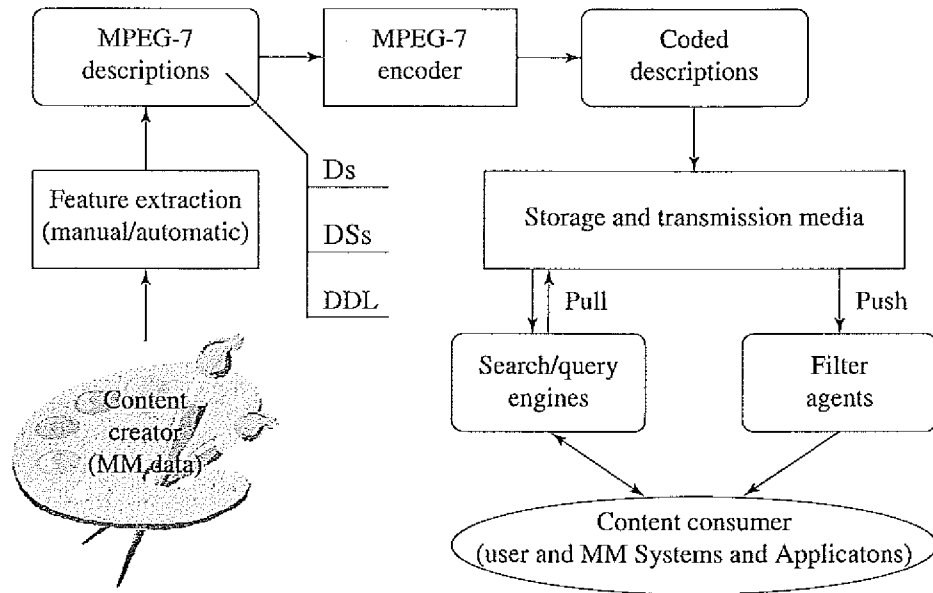 MPEG-7
descriptions
MPEG-7
encoder
Coded
descriptions
Ds
DSs
DDL
Feature extraction
(manual/automatic)
Storage and transmission media
Pull
Push
Content
creator
(MM data)
Search/query
engines
Filter
agents
Content consumer
(user and MM Systems and Applicatons)